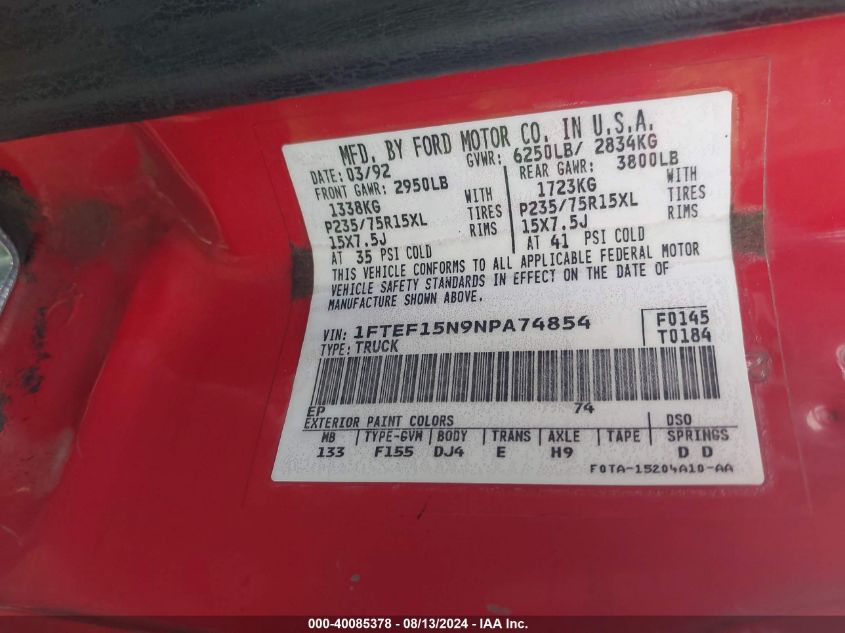 MFD. BY FORD MOTOR CO. IN U.S.A.
DATE: 03/92 GVWR: 6250LB/ 2834KG
FRONT GAWR: 2950LB REAR GAWR: 3800LB
1338KG WITH 1723KG WITH
P235/75R15XL TIRES P235/75R15XL TIRES
15X7.5J RIMS 15X7.5J RIMS
AT 35 PSI COLD AT 41 PSI COLD
THIS VEHICLE CONFORMS TO ALL APPLICABLE FEDERAL MOTOR
VEHICLE SAFETY STANDARDS IN EFFECT ON THE DATE OF
MANUFACTURE SHOWN ABOVE.
VIN: 1FTEF15N9NPA74854 F0145
TYPE: TRUCK T0184
EP 74
EXTERIOR PAINT COLORS DSO
WB TYPE-GVW BODY TRANS AXLE TAPE SPRINGS
133 F155 DJ4 E H9 D D
F0TA-15204A10-AA
000-40085378 - 08/13/2024 - IAA Inc.